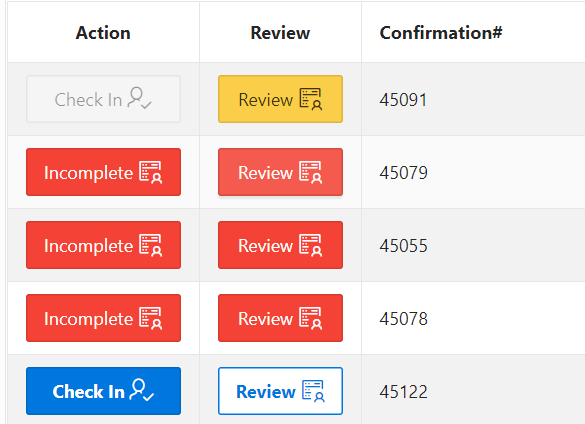 Action Review Confirmation#
Check In Review 45091
Incomplete Review 45079
Incomplete Review 45055
Incomplete Review 45078
Check In Review 45122